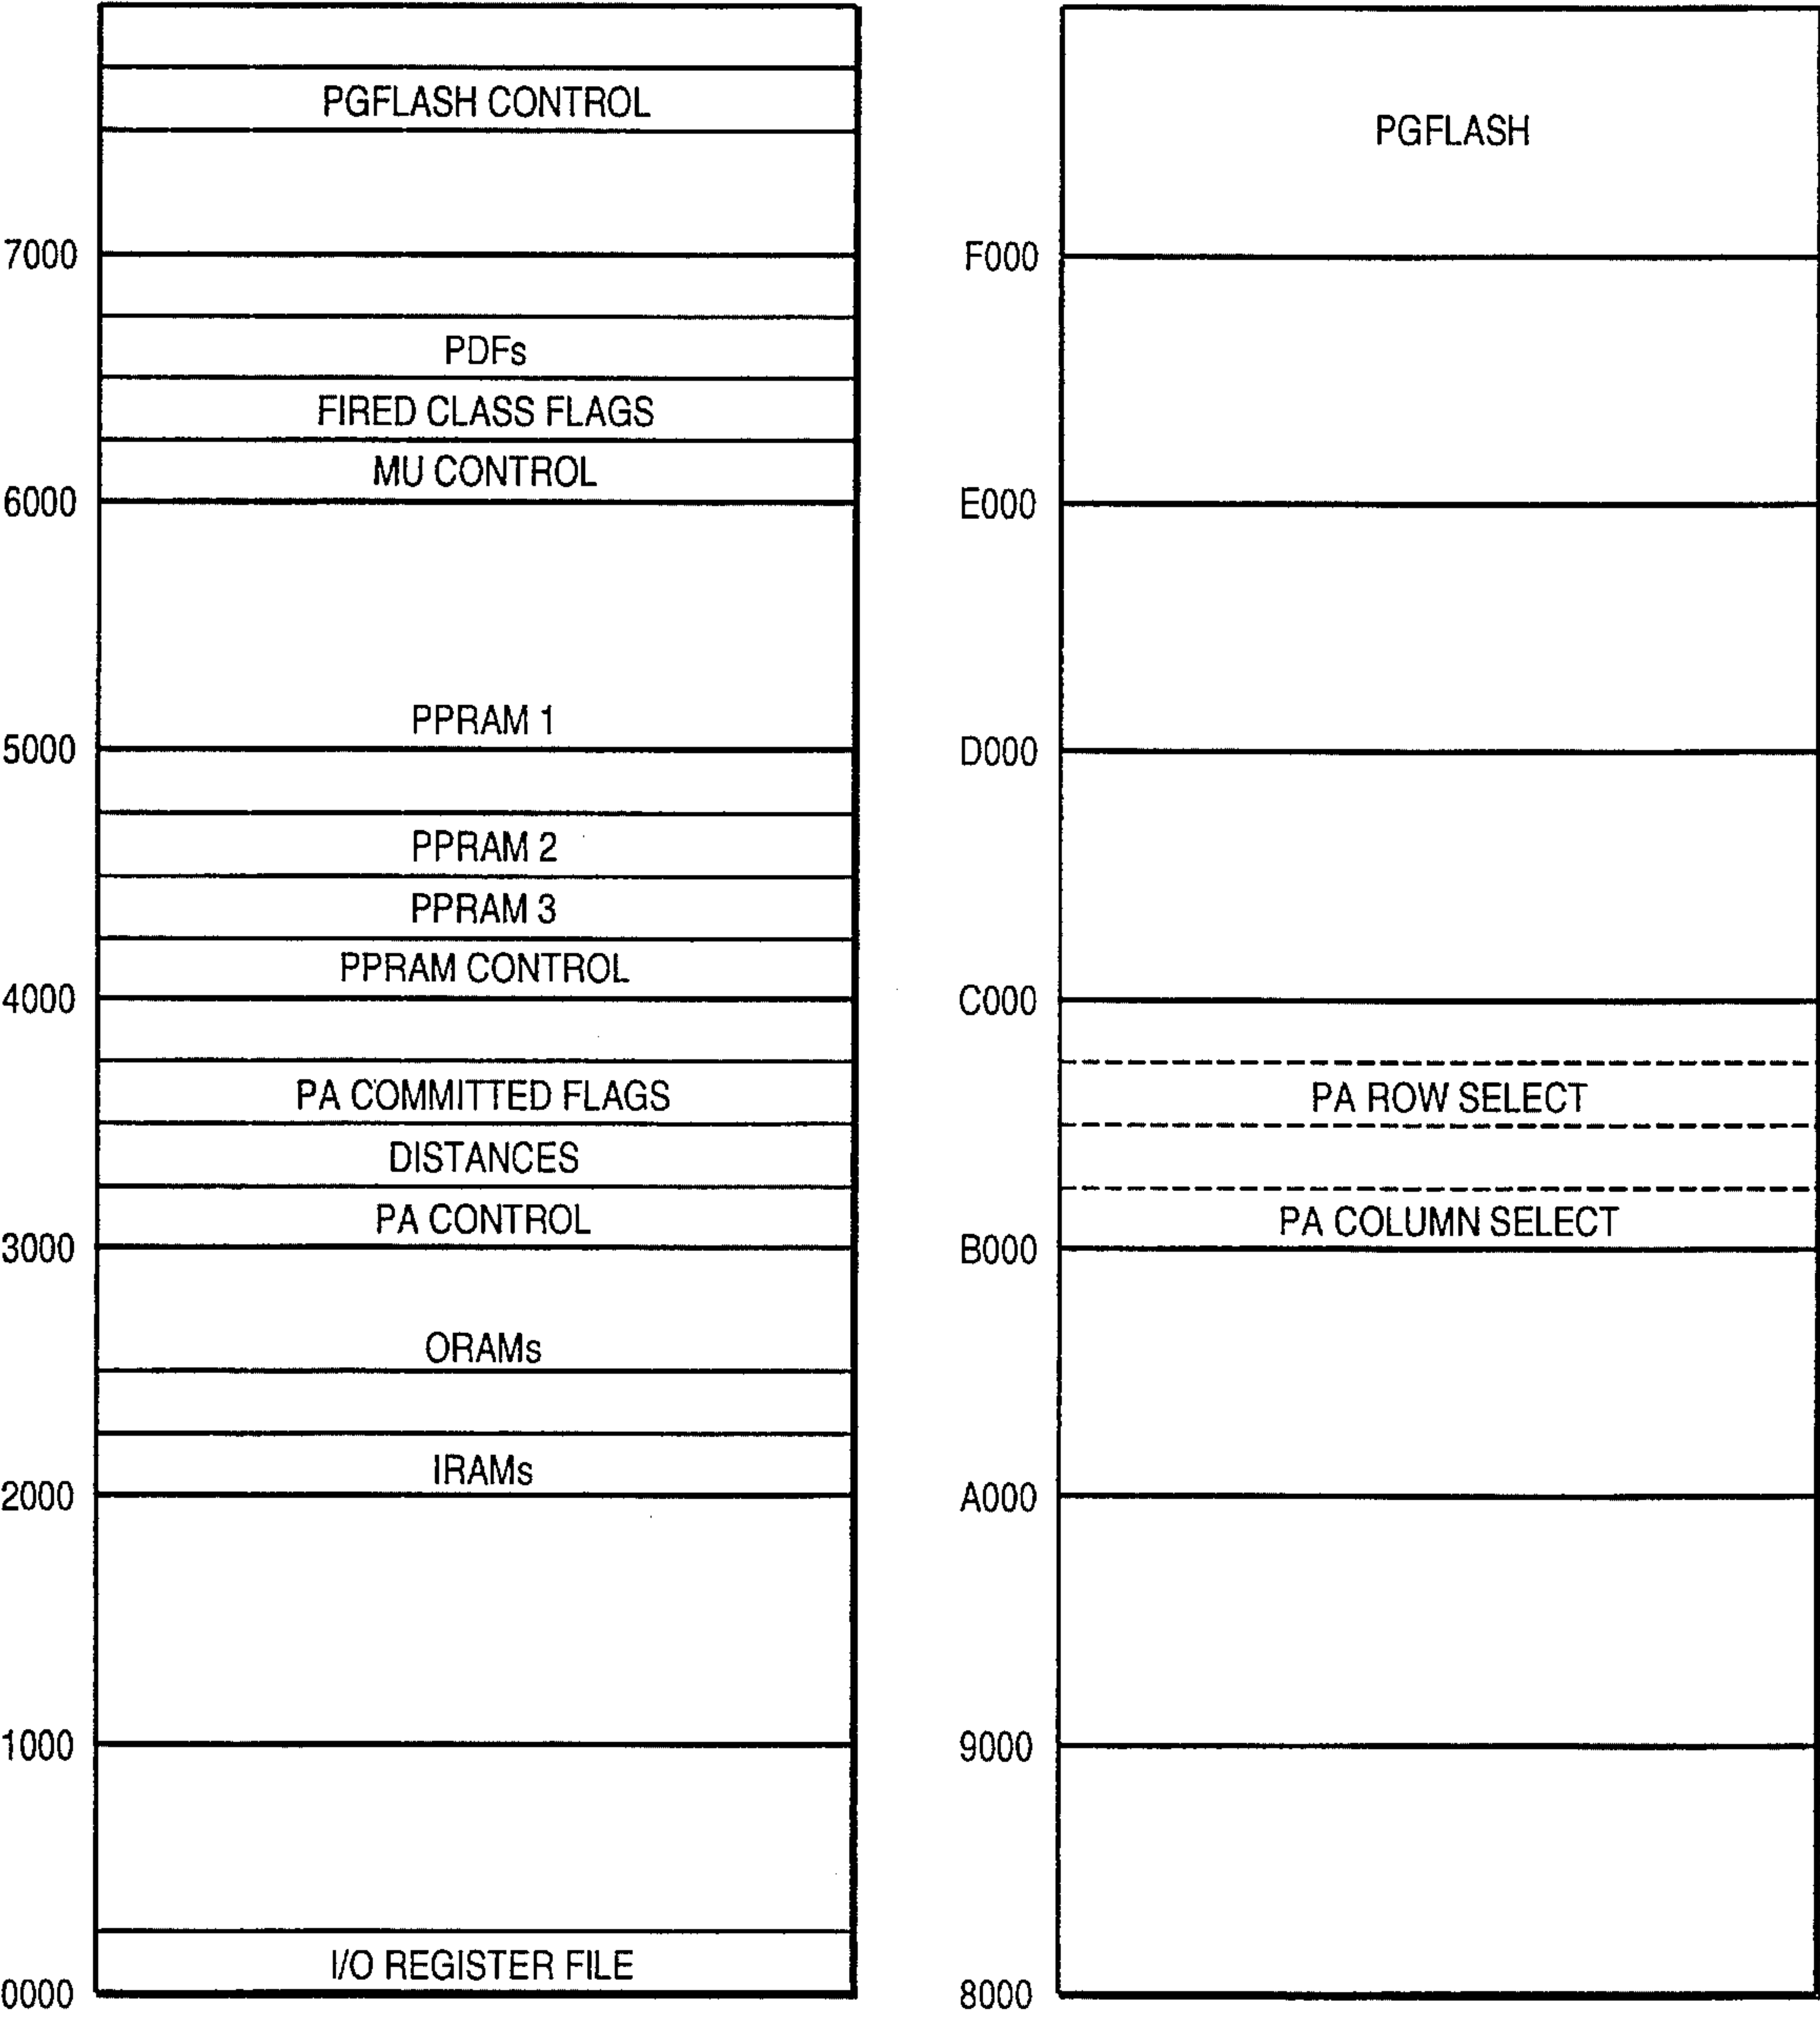 PGFLASH CONTROL
7000
PDFs
FIRED CLASS FLAGS
MU CONTROL
6000
PPRAM 1
5000
PPRAM 2
PPRAM 3
PPRAM CONTROL
4000
PA COMMITTED FLAGS
DISTANCES
PA CONTROL
3000
ORAMs
IRAMs
2000
1000
I/O REGISTER FILE
0000
PGFLASH
F000
E000
D000
C000
PA ROW SELECT
PA COLUMN SELECT
B000
A000
9000
8000